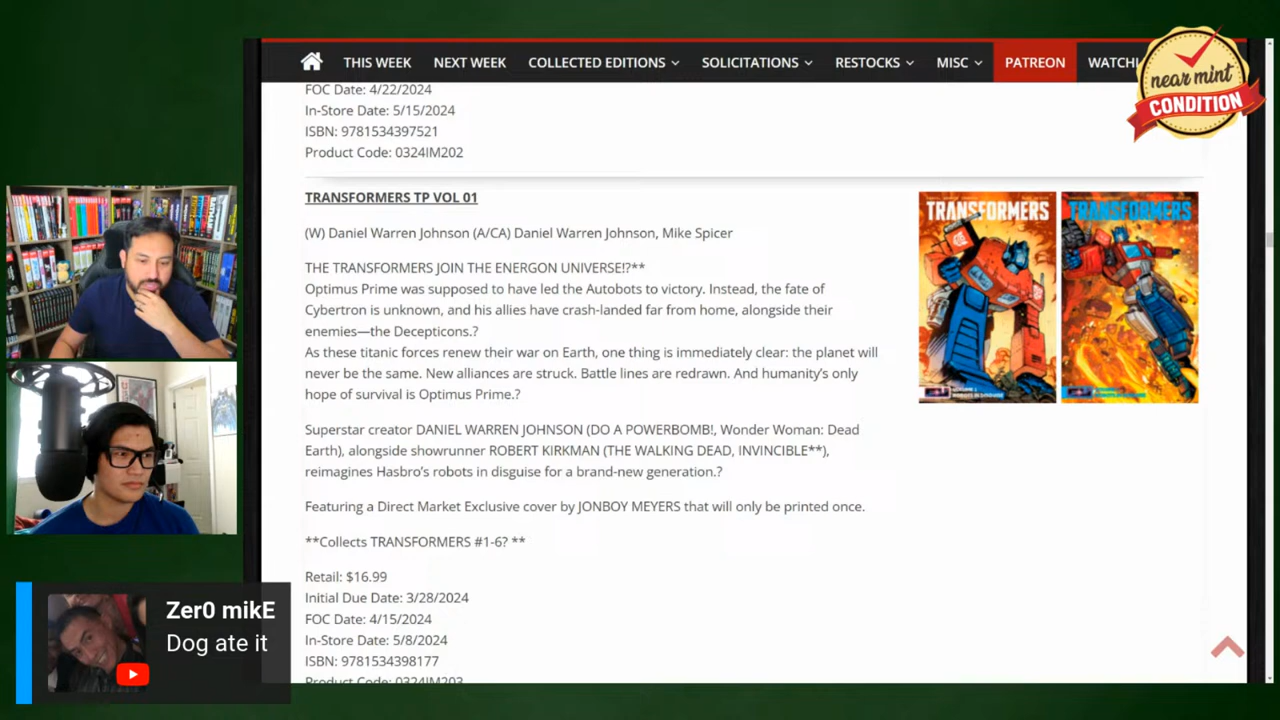 THIS WEEK NEXT WEEK COLLECTED EDITIONS SOLICITATIONS RESTOCKS MISC PATREON
near mint
CONDITION
FOC Date: 4/22/2024
In-Store Date: 5/15/2024
ISBN: 9781534397521
Product Code: 0324IM202
TRANSFORMERS TP VOL 01
(W) Daniel Warren Johnson (A/CA) Daniel Warren Johnson, Mike Spicer
THE TRANSFORMERS JOIN THE ENERGON UNIVERSE!?**
Optimus Prime was supposed to have led the Autobots to victory. Instead, the fate of
Cybertron is unknown, and his allies have crash-landed far from home, alongside their
enemies—the Decepticons.?
As these titanic forces renew their war on Earth, one thing is immediately clear: the planet will
never be the same. New alliances are struck. Battle lines are redrawn. And humanity’s only
hope of survival is Optimus Prime.?
Superstar creator DANIEL WARREN JOHNSON (DO A POWERBOMB!, Wonder Woman: Dead
Earth), alongside showrunner ROBERT KIRKMAN (THE WALKING DEAD, INVINCIBLE**),
reimagines Hasbro’s robots in disguise for a brand-new generation.?
Featuring a Direct Market Exclusive cover by JONBOY MEYERS that will only be printed once.
**Collects TRANSFORMERS #1-6? **
Retail: $16.99
Initial Due Date: 3/28/2024
FOC Date: 4/15/2024
In-Store Date: 5/8/2024
ISBN: 9781534398177
Product Code: 0324IM203
TRANSFORMERS
TRANSFORMERS
Zer0 mikE
Dog ate it